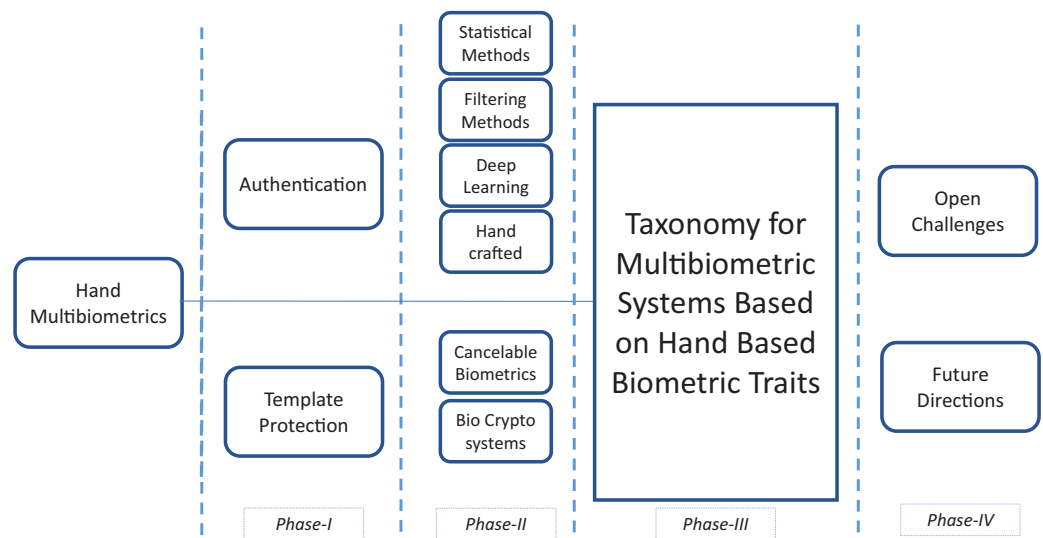 Hand
Multibiometrics
Authentication
Template
Protection
Phase-I
Statistical
Methods
Filtering
Methods
Deep
Learning
Hand
crafted
Cancelable
Biometrics
Bio Crypto
systems
Phase-II
Taxonomy for
Multibiometric
Systems Based
on Hand Based
Biometric Traits
Phase-III
Open
Challenges
Future
Directions
Phase-IV